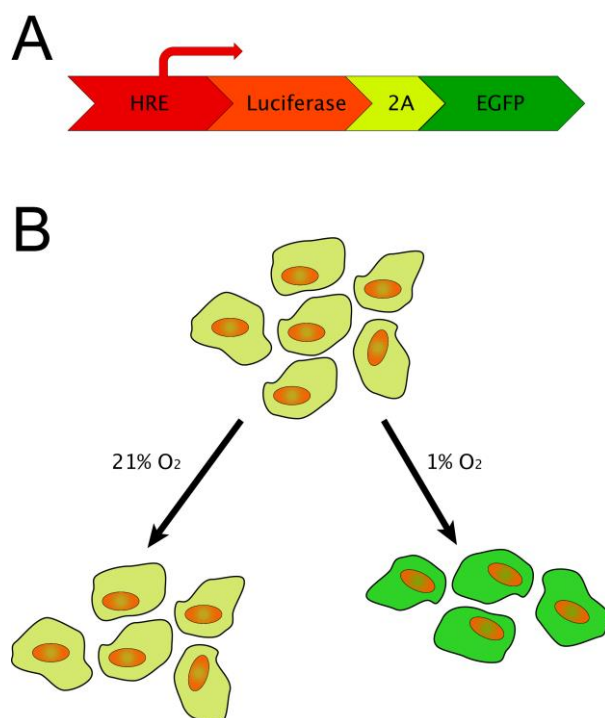 A
HRE Luciferase 2A EGFP
B
21% O₂ 1% O₂